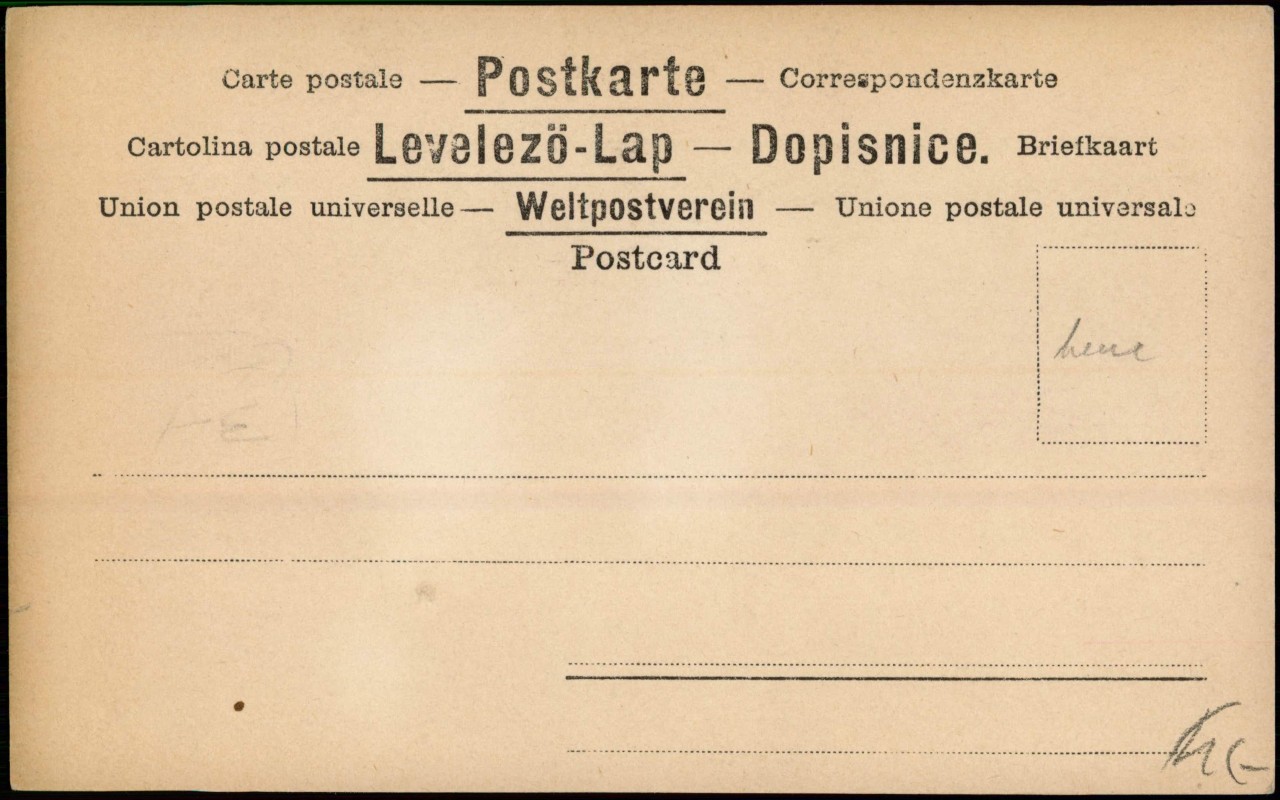 Carte postale — Postkarte — Correspondenzkarte
Cartolina postale Levelezö-Lap — Dopisnice. Briefkaart
Union postale universelle — Weltpostverein — Unione postale universale
Postcard